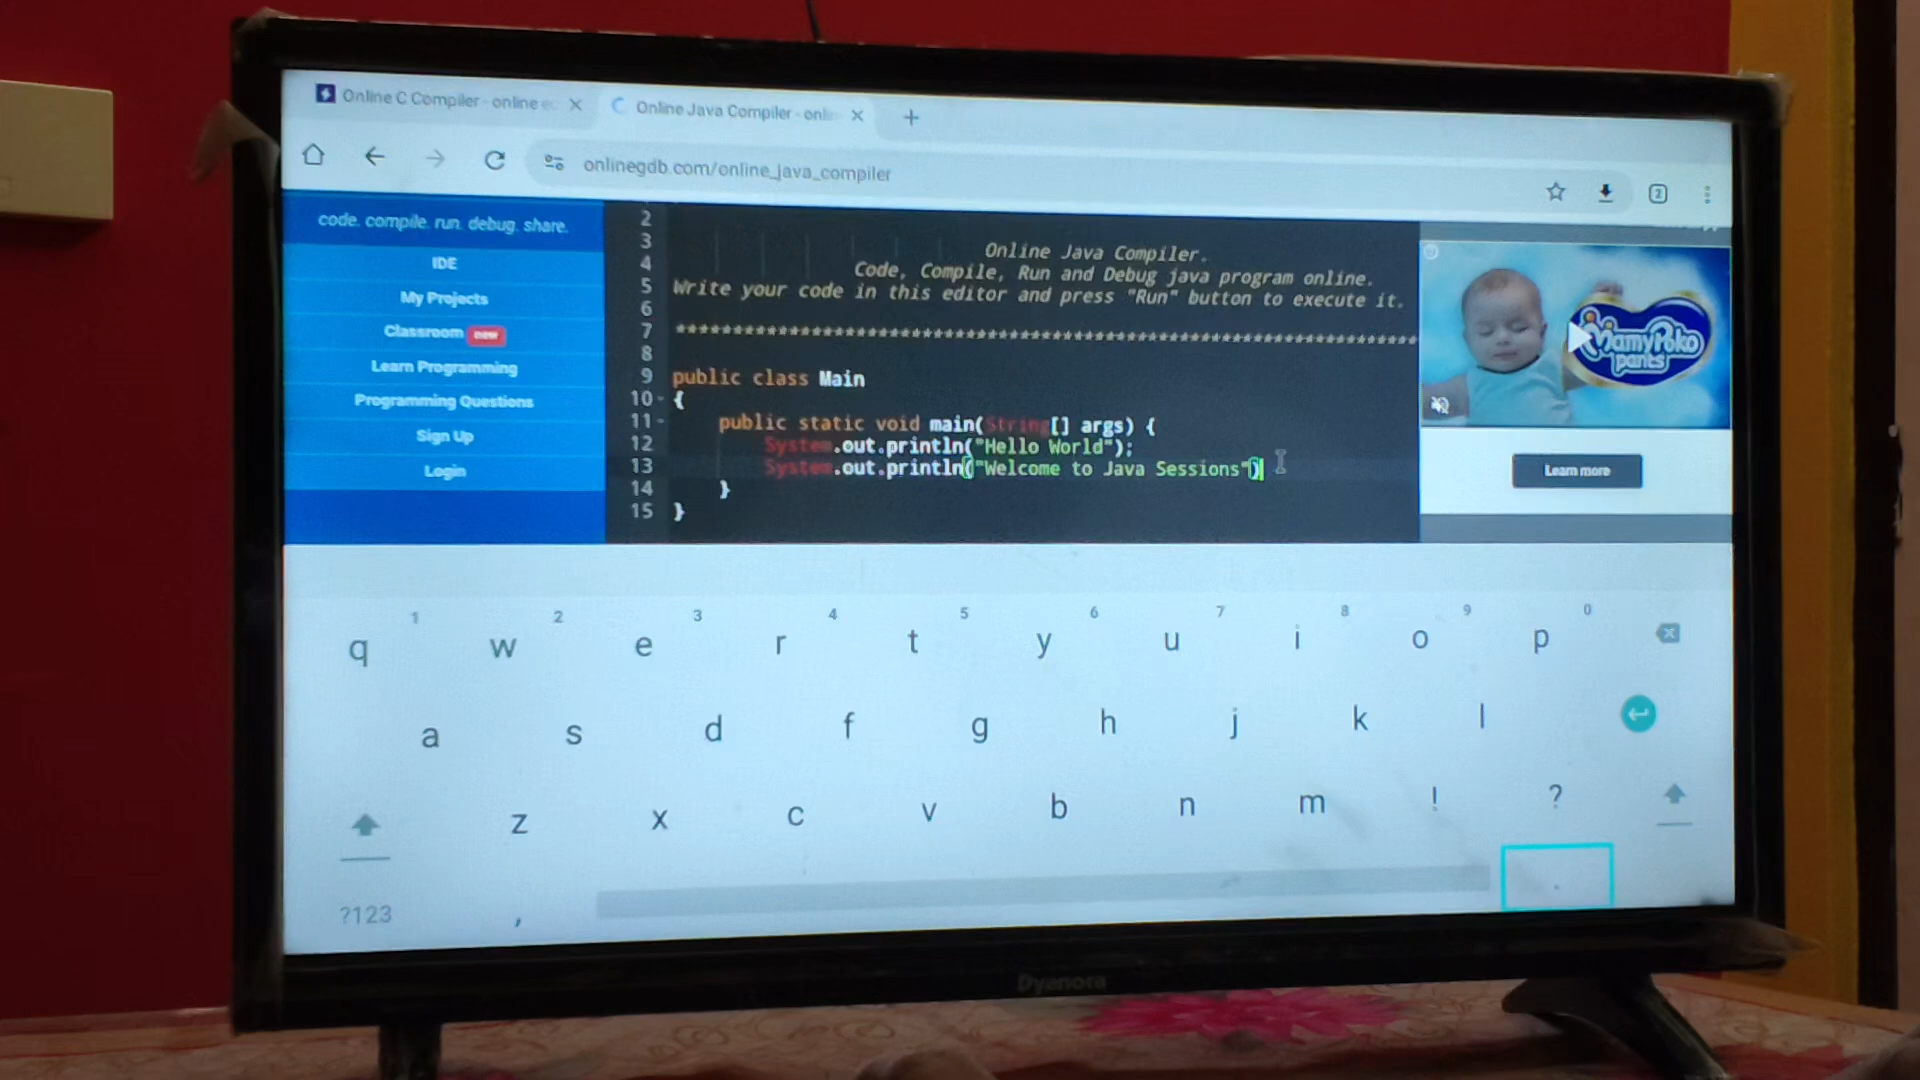 Online C Compiler - online e
Online Java Compiler - onlin
onlinegdb.com/online_java_compiler
2
code. compile. run. debug. share.
IDE
My Projects
Classroom new
Learn Programming
Programming Questions
Sign Up
Login
2
3 Online Java Compiler.
4 Code, Compile, Run and Debug java program online.
5 Write your code in this editor and press "Run" button to execute it.
6
7 *******************************************************************************
8
9 public class Main
10 {
11 public static void main(String[] args) {
12 System.out.println("Hello World");
13 System.out.println("Welcome to Java Sessions")
14 }
15 }
MamyPoko
pants
Learn more
1 2 3 4 5 6 7 8 9 0
q w e r t y u i o p
a s d f g h j k l
z x c v b n m ! ?
?123 , .
Dyanora